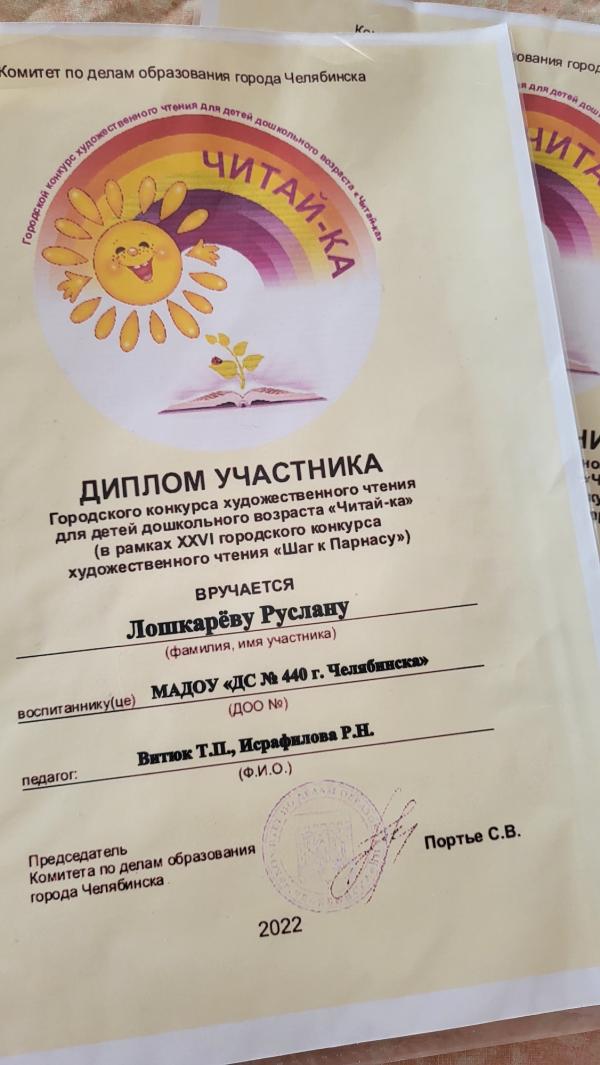 Комитет по делам образования города Челябинска
Городской конкурс художественного чтения для детей дошкольного возраста «Читай-ка»
ЧИТАЙ-КА
ДИПЛОМ УЧАСТНИКА
Городского конкурса художественного чтения
для детей дошкольного возраста «Читай-ка»
(в рамках XXVI городского конкурса
художественного чтения «Шаг к Парнасу»)
ВРУЧАЕТСЯ
Лошкарёву Руслану
(фамилия, имя участника)
воспитаннику(це) МАДОУ «ДС № 440 г. Челябинска»
(ДОО №)
педагог: Витюк Т.П., Исрафилова Р.Н.
(Ф.И.О.)
Председатель
Комитета по делам образования
города Челябинска
Портье С.В.
2022